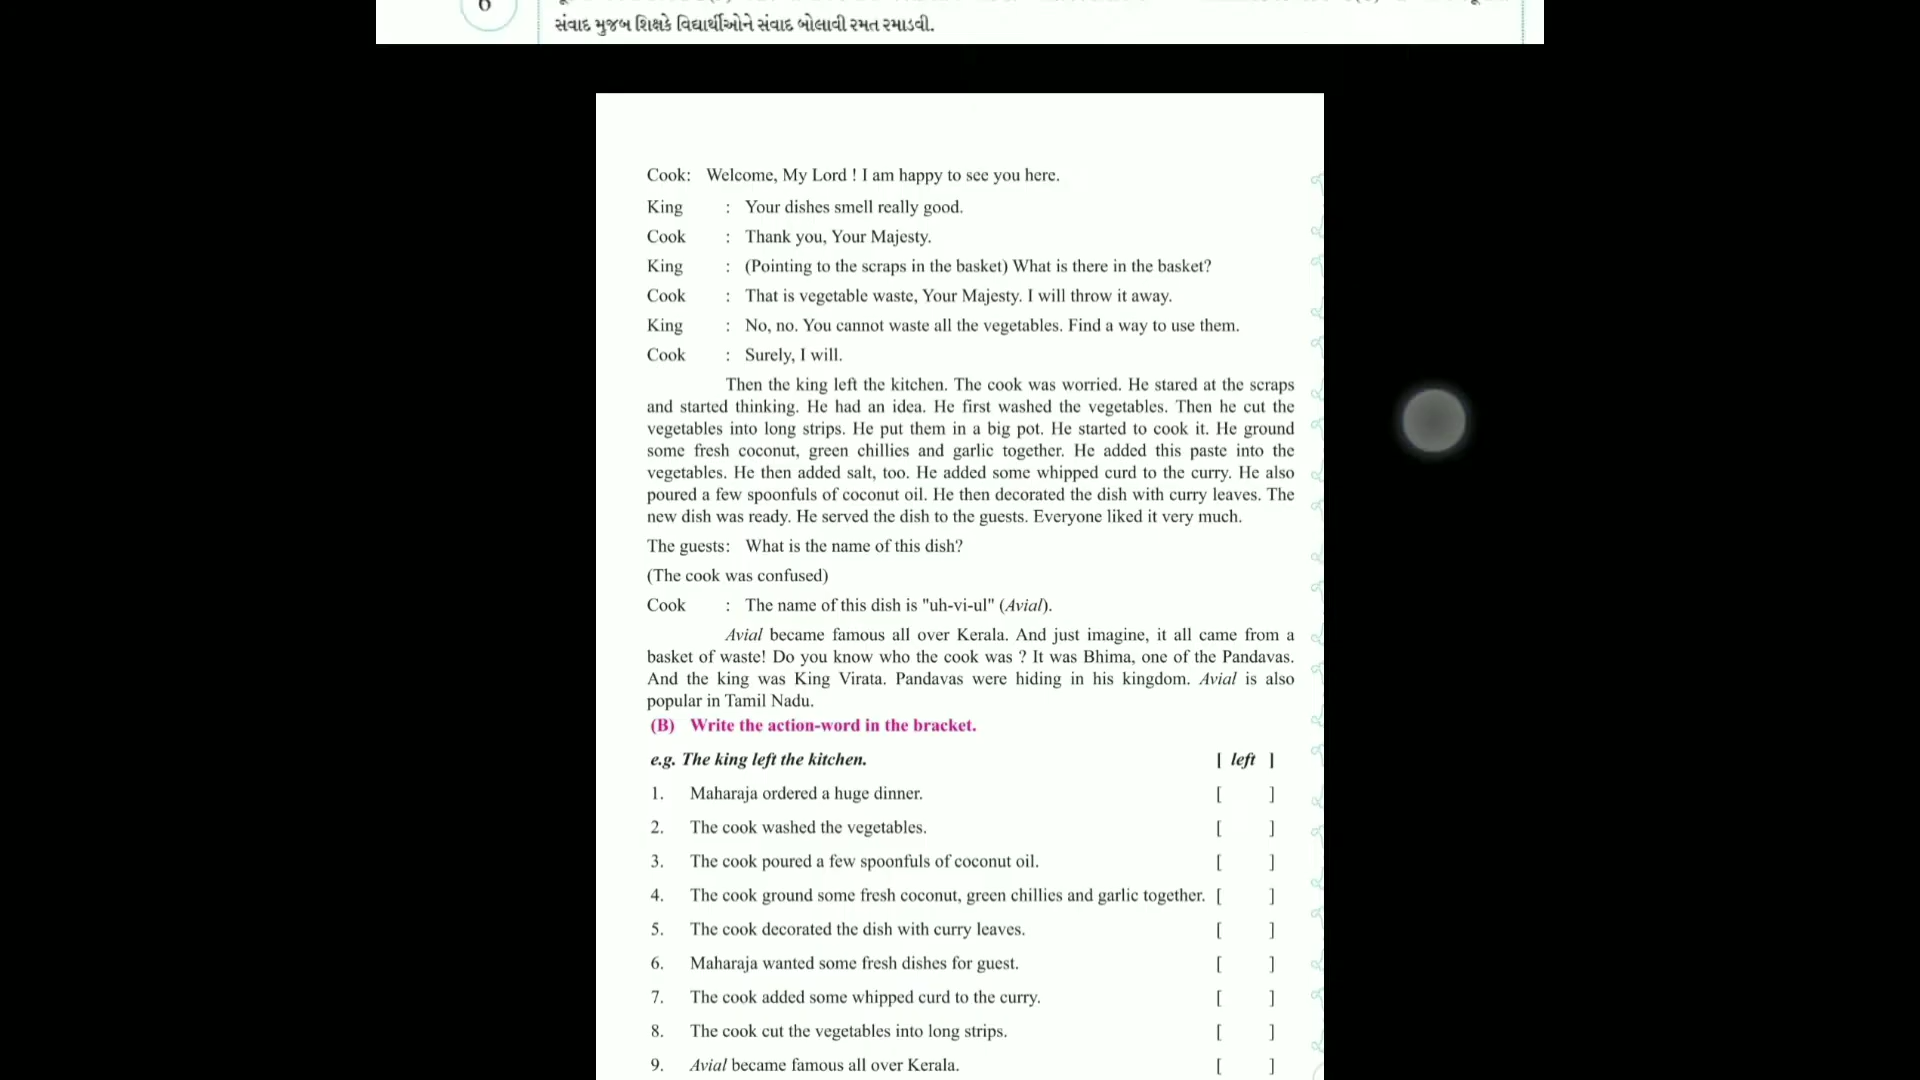 6
સંવાદ મુજબ શિક્ષકે વિદ્યાર્થીઓને સંવાદ બોલાવી રમત રમાડવી.
Cook: Welcome, My Lord ! I am happy to see you here.
King : Your dishes smell really good.
Cook : Thank you, Your Majesty.
King : (Pointing to the scraps in the basket) What is there in the basket?
Cook : That is vegetable waste, Your Majesty. I will throw it away.
King : No, no. You cannot waste all the vegetables. Find a way to use them.
Cook : Surely, I will.
Then the king left the kitchen. The cook was worried. He stared at the scraps
and started thinking. He had an idea. He first washed the vegetables. Then he cut the
vegetables into long strips. He put them in a big pot. He started to cook it. He ground
some fresh coconut, green chillies and garlic together. He added this paste into the
vegetables. He then added salt, too. He added some whipped curd to the curry. He also
poured a few spoonfuls of coconut oil. He then decorated the dish with curry leaves. The
new dish was ready. He served the dish to the guests. Everyone liked it very much.
The guests: What is the name of this dish?
(The cook was confused)
Cook : The name of this dish is "uh-vi-ul" (Avial).
Avial became famous all over Kerala. And just imagine, it all came from a
basket of waste! Do you know who the cook was ? It was Bhima, one of the Pandavas.
And the king was King Virata. Pandavas were hiding in his kingdom. Avial is also
popular in Tamil Nadu.
(B) Write the action-word in the bracket.
e.g. The king left the kitchen. [ left ]
1. Maharaja ordered a huge dinner. [ ]
2. The cook washed the vegetables. [ ]
3. The cook poured a few spoonfuls of coconut oil. [ ]
4. The cook ground some fresh coconut, green chillies and garlic together. [ ]
5. The cook decorated the dish with curry leaves. [ ]
6. Maharaja wanted some fresh dishes for guest. [ ]
7. The cook added some whipped curd to the curry. [ ]
8. The cook cut the vegetables into long strips. [ ]
9. Avial became famous all over Kerala. [ ]